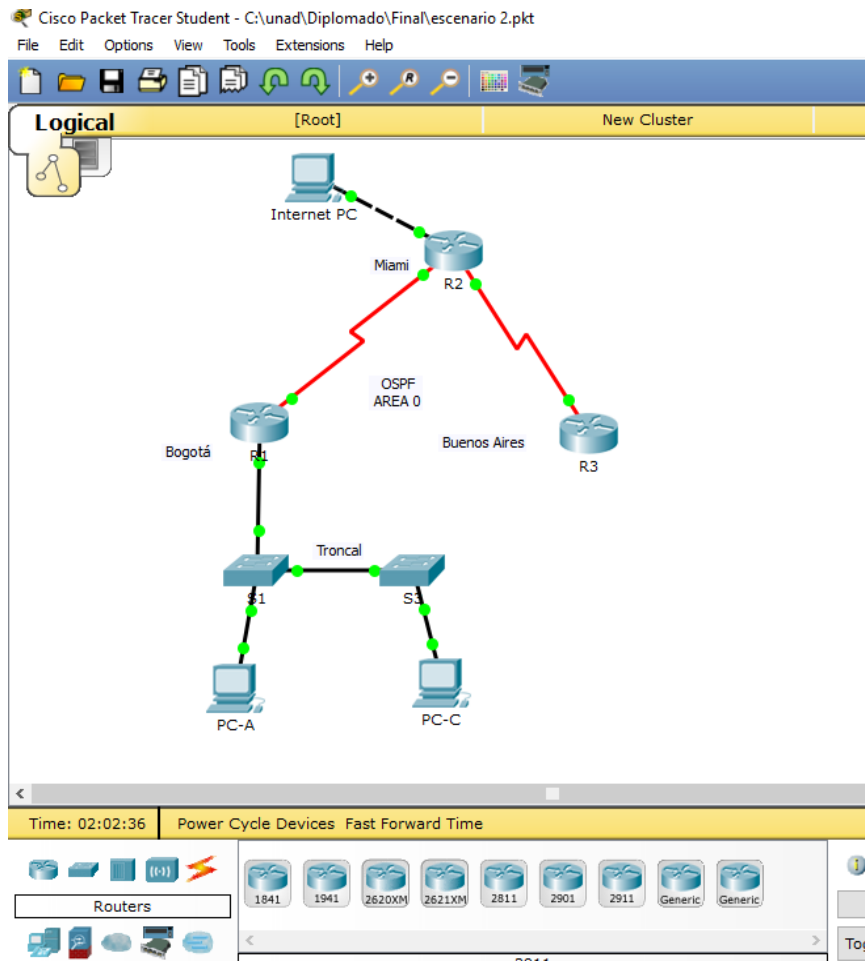 Cisco Packet Tracer Student - C:\unad\Diplomado\Final\escenario 2.pkt
File Edit Options View Tools Extensions Help
Logical [Root] New Cluster
Internet PC
Miami
R2
OSPF
AREA 0
Bogotá
R1
Buenos Aires
R3
Troncal
S1
S3
PC-A
PC-C
Time: 02:02:36 Power Cycle Devices Fast Forward Time
1841 1941 2620XM 2621XM 2811 2901 2911 Generic Generic
Routers